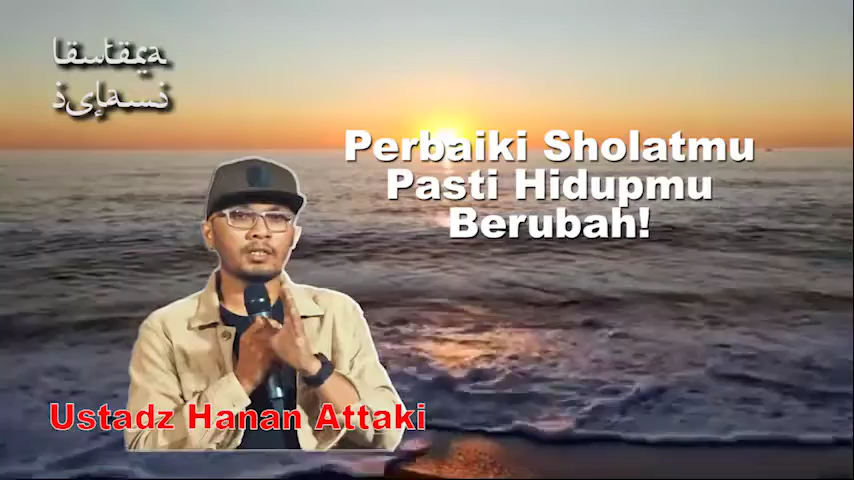 Perbaiki Sholatmu
Pasti Hidupmu
Berubah!
Ustadz Hanan Attaki